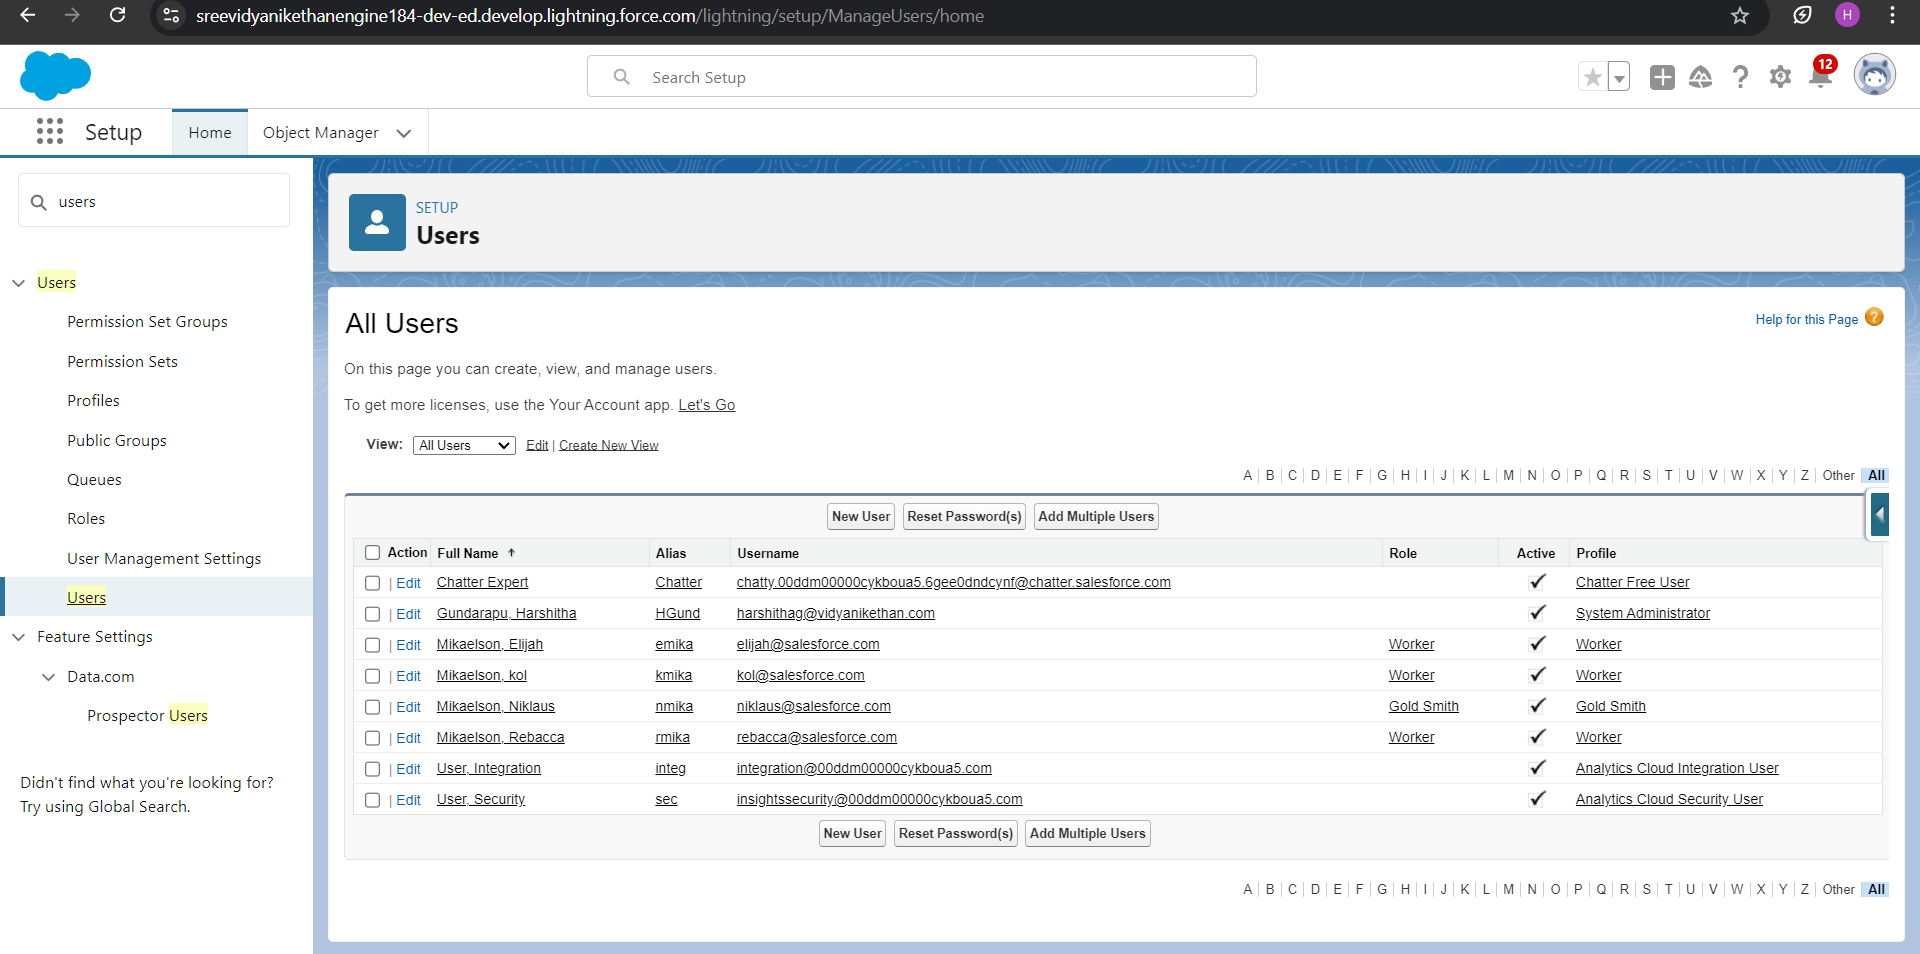 sreevidyanikethanengine184-dev-ed.develop.lightning.force.com/lightning/setup/ManageUsers/home
H
Search Setup
12
Setup
Home
Object Manager
users
Users
Permission Set Groups
Permission Sets
Profiles
Public Groups
Queues
Roles
User Management Settings
Users
Feature Settings
Data.com
Prospector Users
Didn't find what you're looking for?
Try using Global Search.
SETUP
Users
All Users
Help for this Page ?
On this page you can create, view, and manage users.
To get more licenses, use the Your Account app. Let's Go
View: All Users Edit | Create New View
A | B | C | D | E | F | G | H | I | J | K | L | M | N | O | P | Q | R | S | T | U | V | W | X | Y | Z | Other | All
New User Reset Password(s) Add Multiple Users
Action Full Name ↑ Alias Username Role Active Profile
| Edit Chatter Expert Chatter chatty.00ddm00000cykboua5.6gee0dndcynf@chatter.salesforce.com ✓ Chatter Free User
| Edit Gundarapu, Harshitha HGund harshithag@vidyanikethan.com ✓ System Administrator
| Edit Mikaelson, Elijah emika elijah@salesforce.com Worker ✓ Worker
| Edit Mikaelson, kol kmika kol@salesforce.com Worker ✓ Worker
| Edit Mikaelson, Niklaus nmika niklaus@salesforce.com Gold Smith ✓ Gold Smith
| Edit Mikaelson, Rebacca rmika rebacca@salesforce.com Worker ✓ Worker
| Edit User, Integration integ integration@00ddm00000cykboua5.com ✓ Analytics Cloud Integration User
| Edit User, Security sec insightssecurity@00ddm00000cykboua5.com ✓ Analytics Cloud Security User
New User Reset Password(s) Add Multiple Users
A | B | C | D | E | F | G | H | I | J | K | L | M | N | O | P | Q | R | S | T | U | V | W | X | Y | Z | Other | All